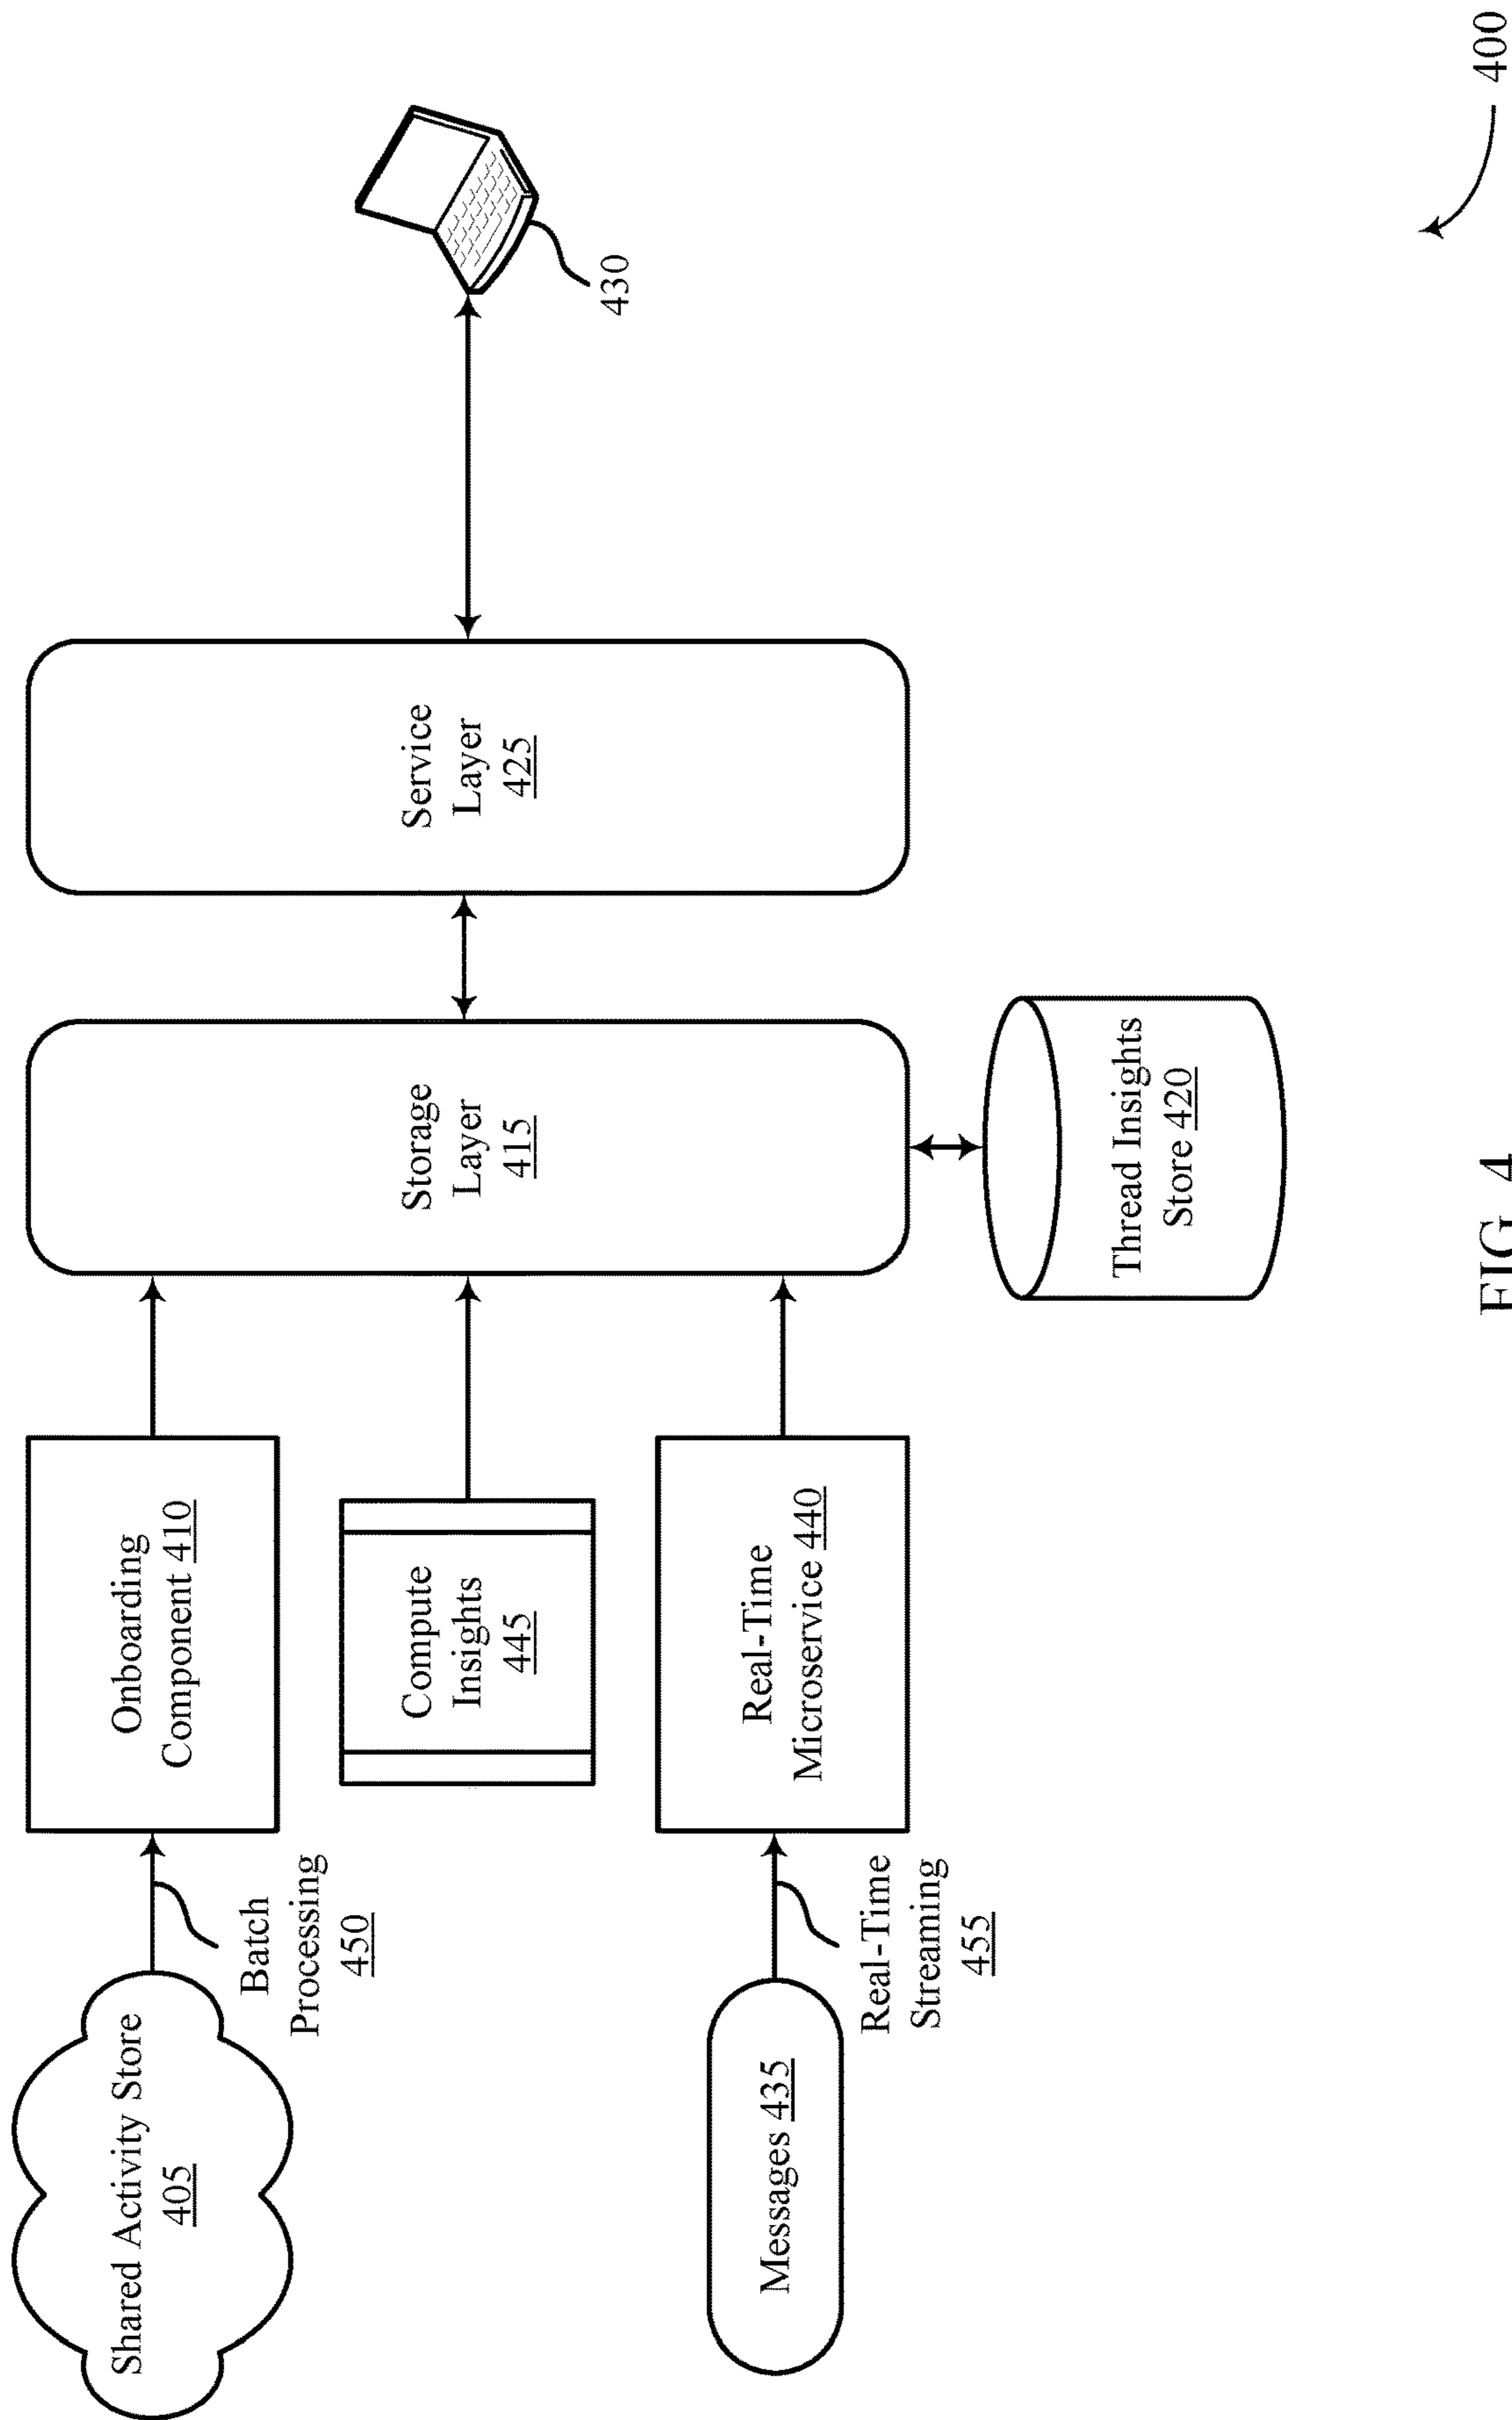 Shared Activity Store
405
Batch
Processing
450
Onboarding
Component 410
Compute
Insights
445
Messages 435
Real-Time
Streaming
455
Real-Time
Microservice 440
Storage
Layer
415
Thread Insights
Store 420
Service
Layer
425
430
400
FIG. 4